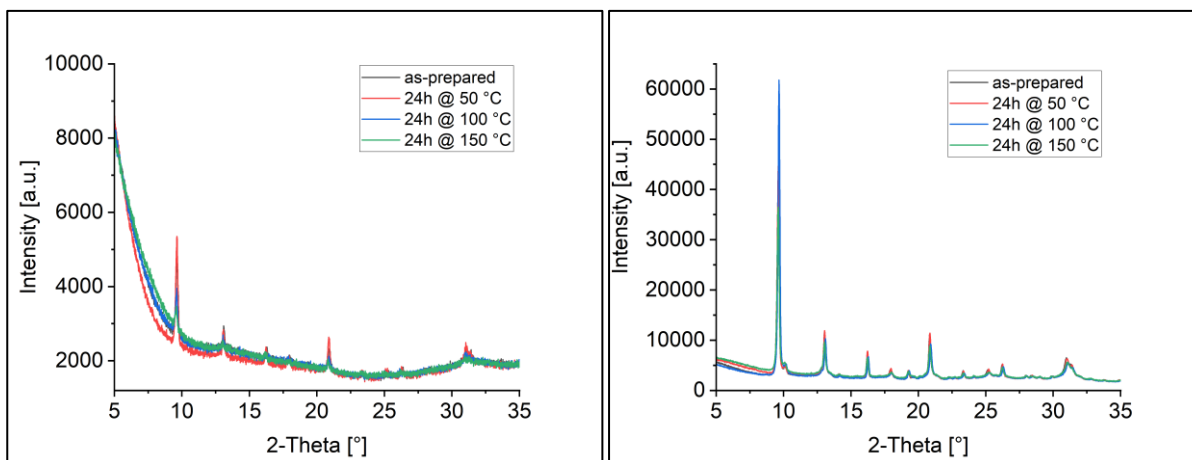 10000
8000
6000
4000
2000
Intensity [a.u.]
as-prepared
24h @ 50 °C
24h @ 100 °C
24h @ 150 °C
5 10 15 20 25 30 35
2-Theta [°]
60000
50000
40000
30000
20000
10000
0
Intensity [a.u.]
as-prepared
24h @ 50 °C
24h @ 100 °C
24h @ 150 °C
5 10 15 20 25 30 35
2-Theta [°]